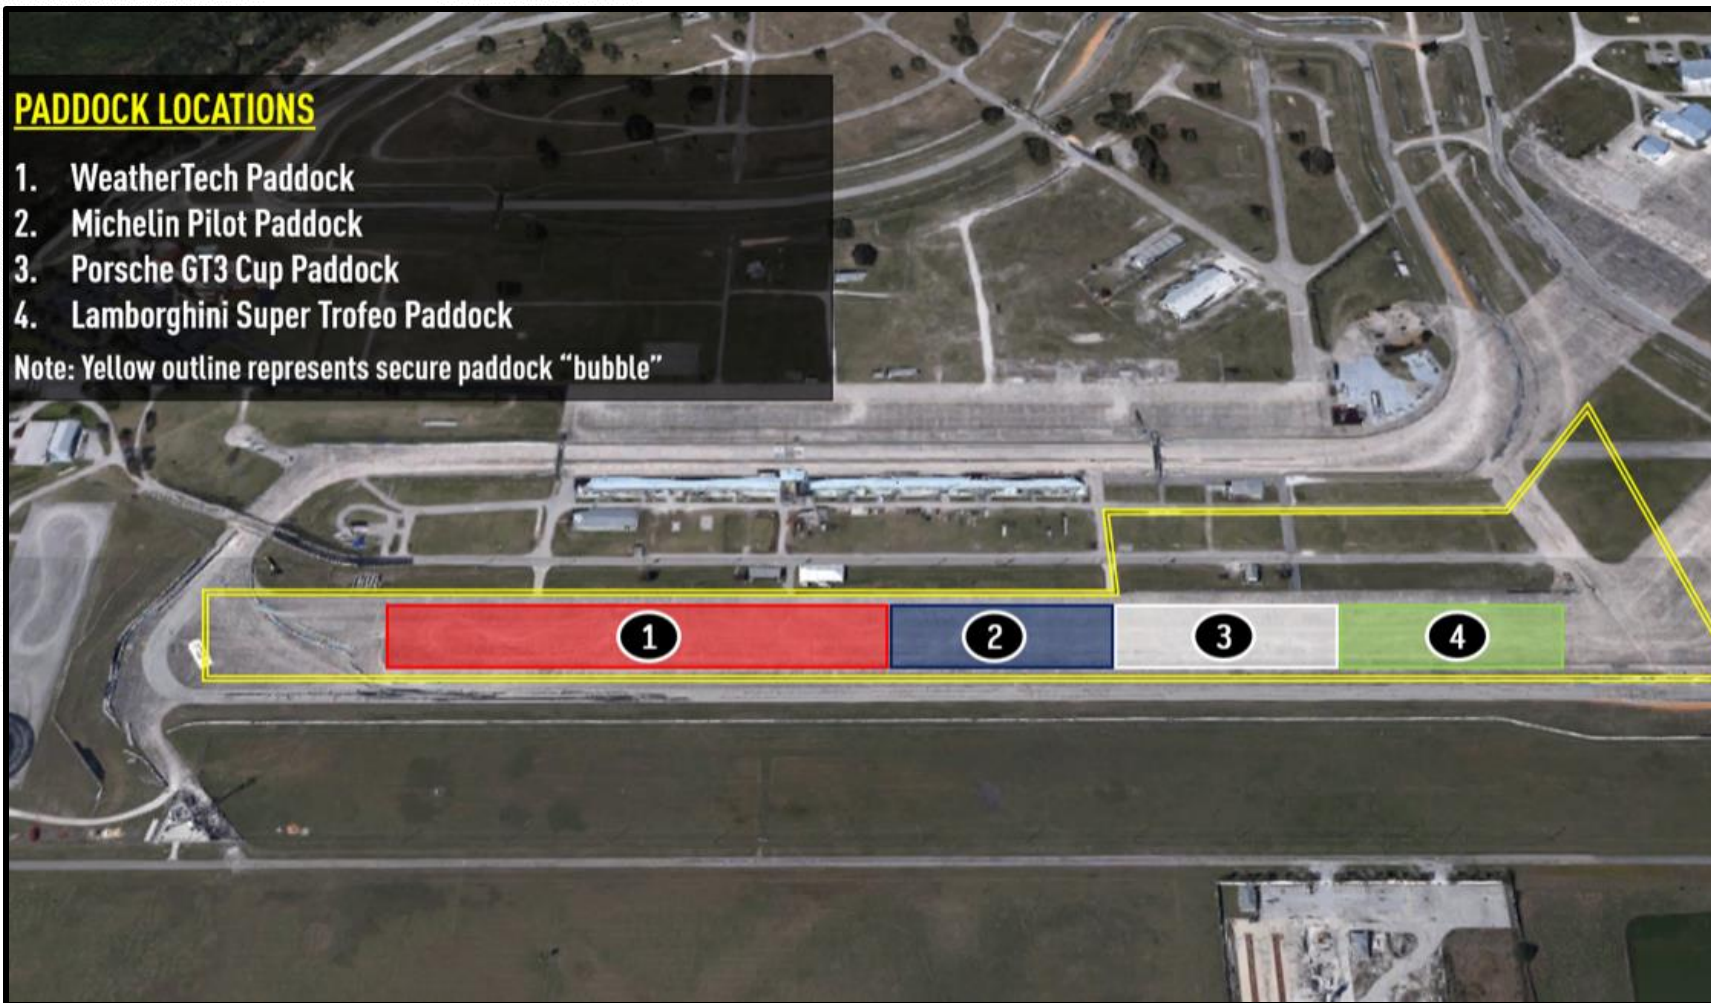 PADDOCK LOCATIONS
1. WeatherTech Paddock
2. Michelin Pilot Paddock
3. Porsche GT3 Cup Paddock
4. Lamborghini Super Trofeo Paddock
Note: Yellow outline represents secure paddock “bubble”
1 2 3 4